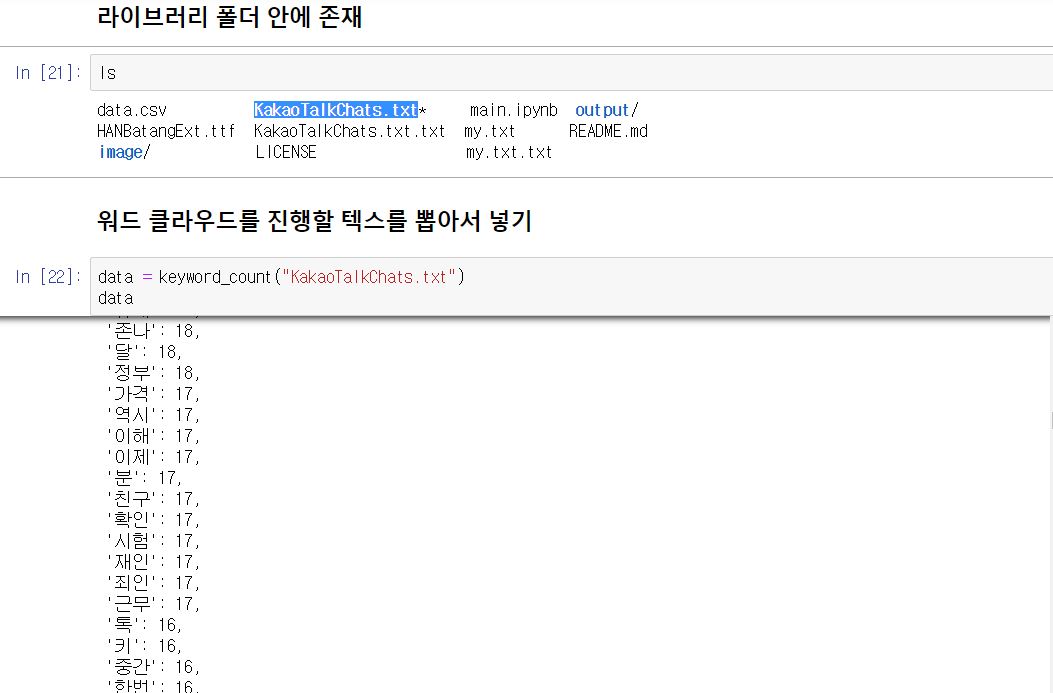 라이브러리 폴더 안에 존재
In [21]: ls
data.csv KakaoTalkChats.txt* main.ipynb output/
HANBatangExt.ttf KakaoTalkChats.txt.txt my.txt README.md
image/ LICENSE my.txt.txt
워드 클라우드를 진행할 텍스를 뽑아서 넣기
In [22]: data = keyword_count("KakaoTalkChats.txt")
data
'존나': 18,
'달': 18,
'정부': 18,
'가격': 17,
'역시': 17,
'이해': 17,
'이제': 17,
'분': 17,
'친구': 17,
'확인': 17,
'시험': 17,
'재인': 17,
'죄인': 17,
'근무': 17,
'톡': 16,
'키': 16,
'중간': 16,
'한번': 16,